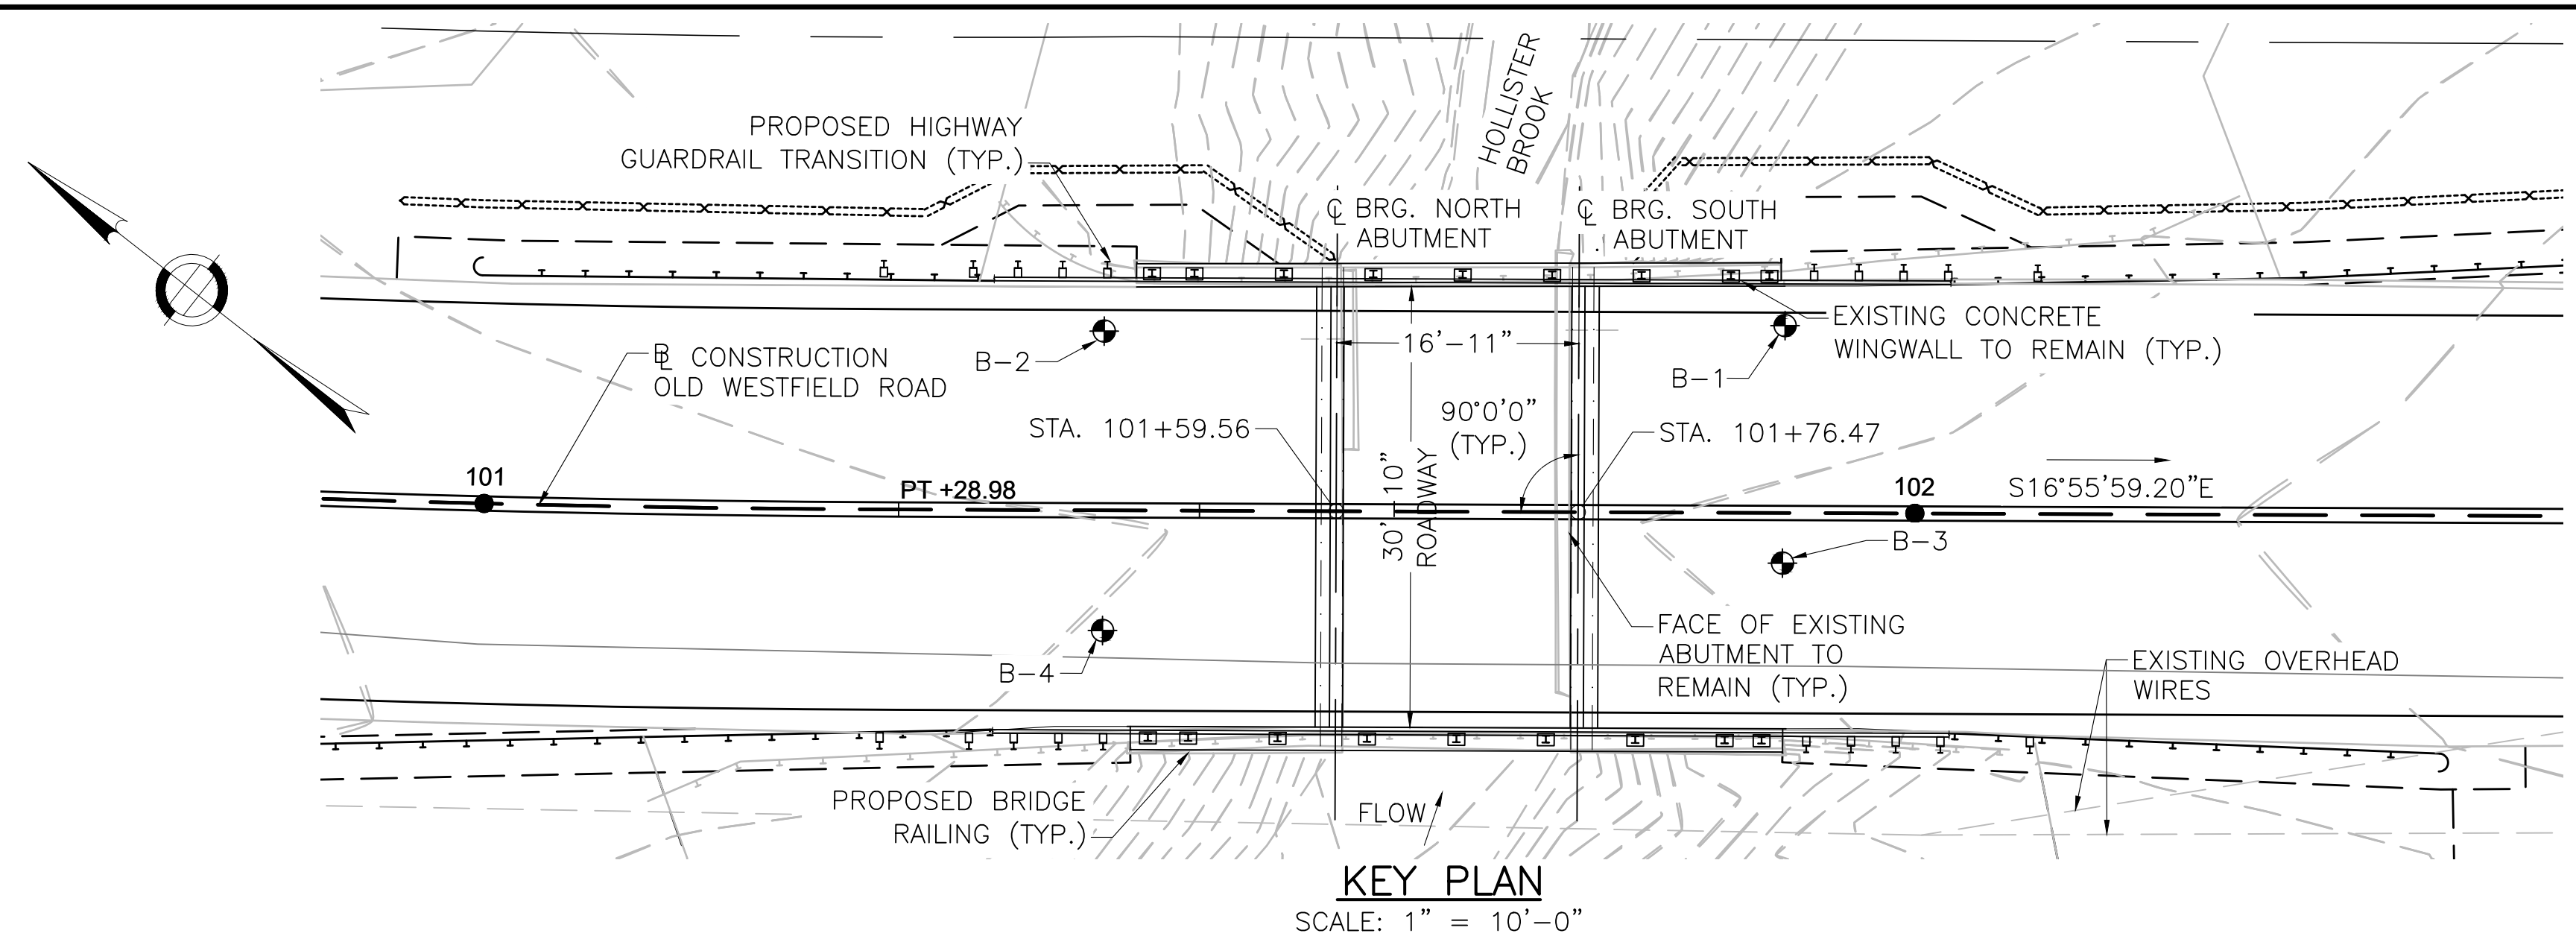 HOLLISTER
BROOK
PROPOSED HIGHWAY
GUARDRAIL TRANSITION (TYP.)
℄ BRG. NORTH
ABUTMENT
℄ BRG. SOUTH
ABUTMENT
EXISTING CONCRETE
WINGWALL TO REMAIN (TYP.)
16'-11"
B-2
B-1
BL CONSTRUCTION
OLD WESTFIELD ROAD
90°0'0"
(TYP.)
STA. 101+59.56
STA. 101+76.47
30'-10"
ROADWAY
101
PT +28.98
102
S16°55'59.20"E
B-3
B-4
FACE OF EXISTING
ABUTMENT TO
REMAIN (TYP.)
EXISTING OVERHEAD
WIRES
PROPOSED BRIDGE
RAILING (TYP.)
FLOW
KEY PLAN
SCALE: 1" = 10'-0"